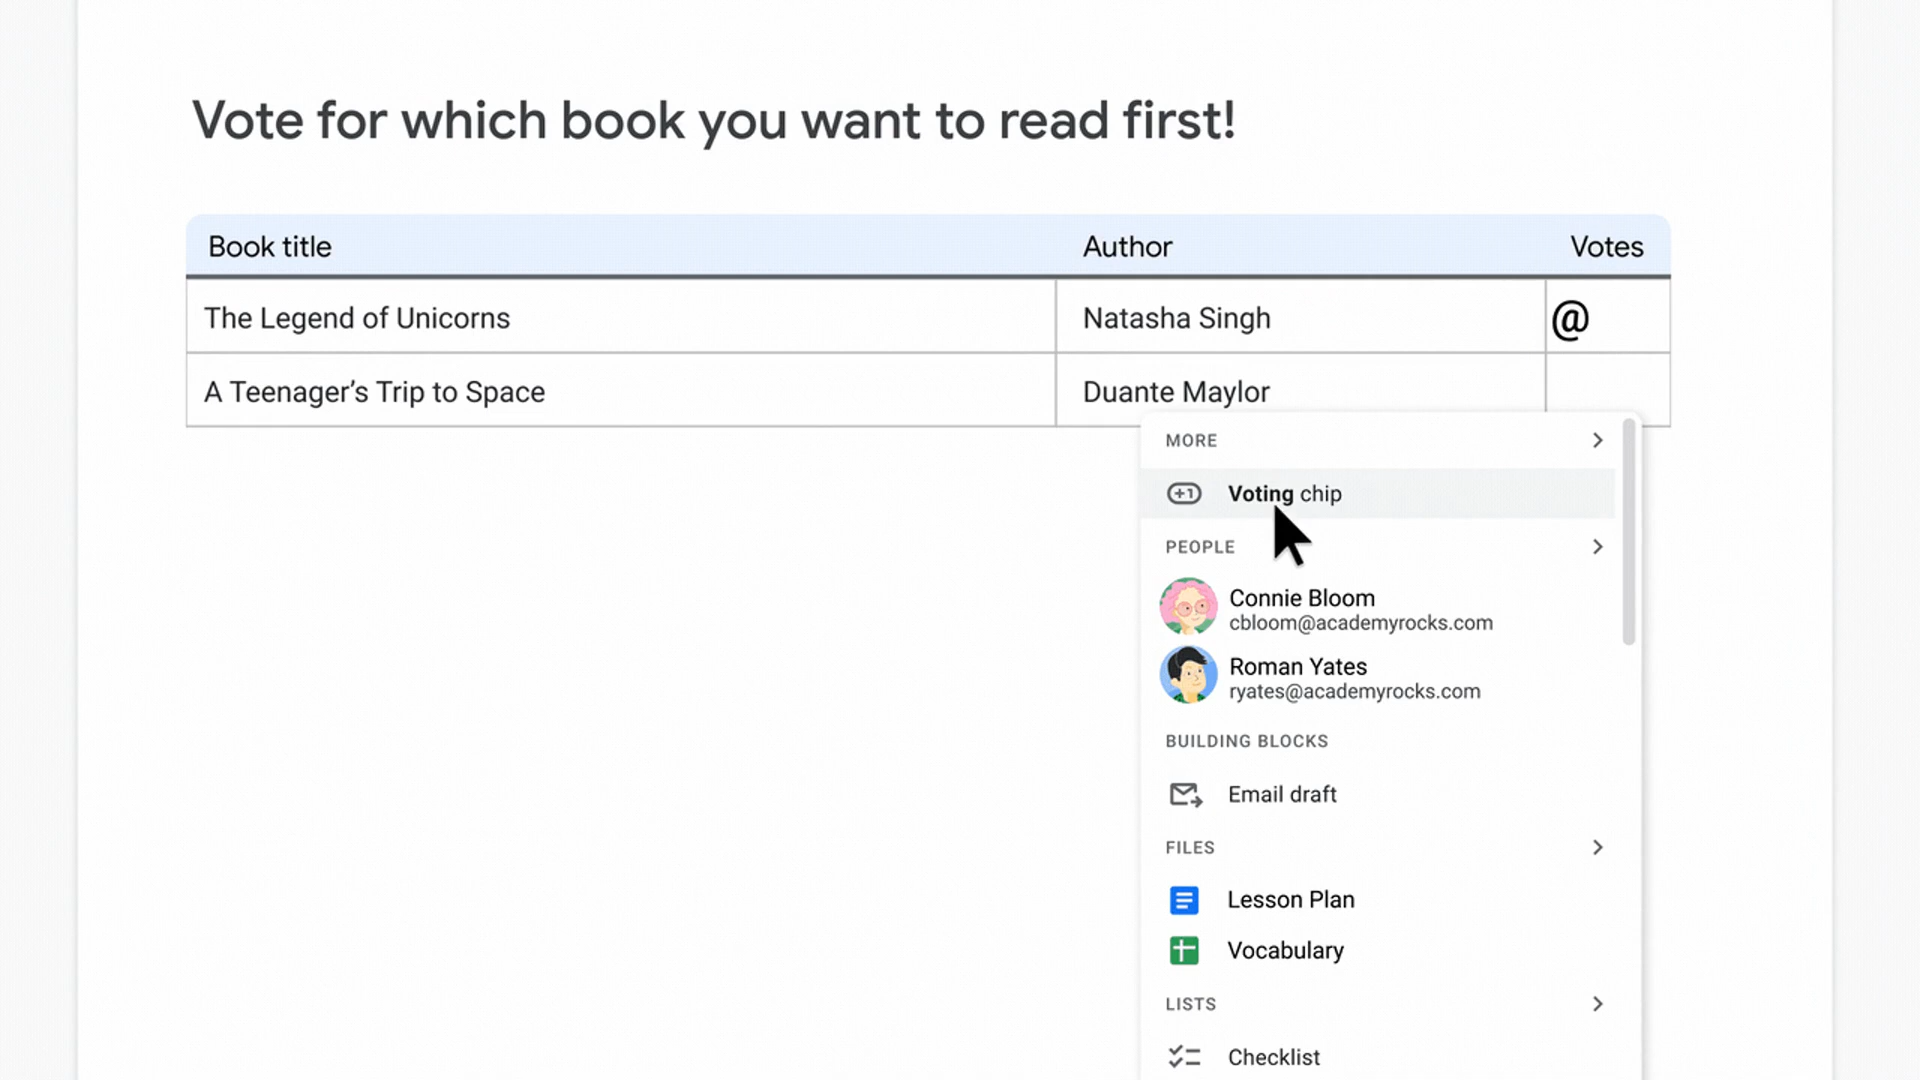 Vote for which book you want to read first!
Book title Author Votes
The Legend of Unicorns Natasha Singh @
A Teenager’s Trip to Space Duante Maylor
MORE
+1 Voting chip
PEOPLE
Connie Bloom
cbloom@academyrocks.com
Roman Yates
ryates@academyrocks.com
BUILDING BLOCKS
Email draft
FILES
Lesson Plan
Vocabulary
LISTS
Checklist